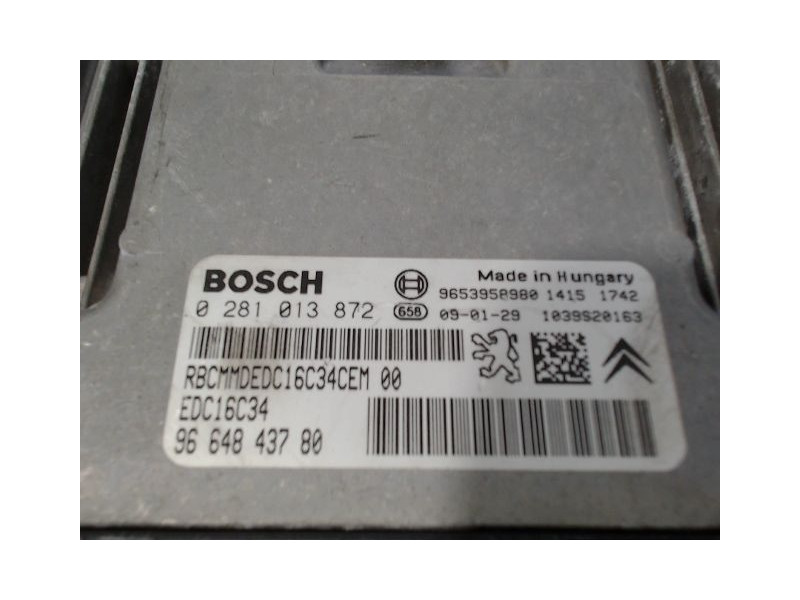 BOSCH
Made in Hungary
9653958980 1415 1742
0 281 013 872 658 09-01-29 1039S20163
RBCMMDEDC16C34CEM 00
EDC16C34
96 648 437 80